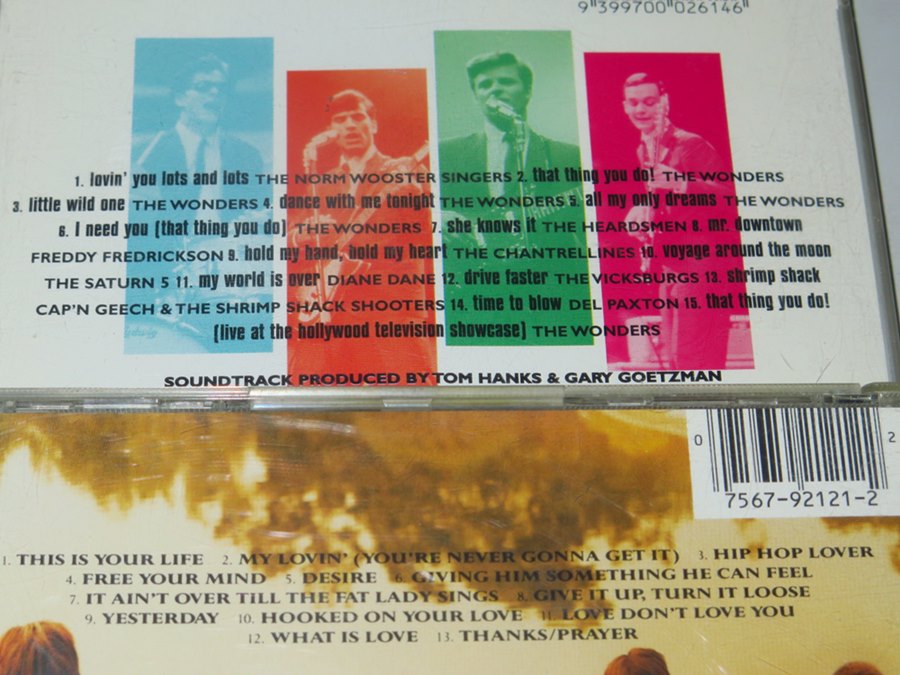 9"399700"026146"
1. lovin' you lots and lots THE NORM WOOSTER SINGERS 2. that thing you do! THE WONDERS
3. little wild one THE WONDERS 4. dance with me tonight THE WONDERS 5. all my only dreams THE WONDERS
6. I need you (that thing you do) THE WONDERS 7. she knows it THE HEARDSMEN 8. mr. downtown
FREDDY FREDRICKSON 9. hold my hand, hold my heart THE CHANTRELLINES 10. voyage around the moon
THE SATURN 5 11. my world is over DIANE DANE 12. drive faster THE VICKSBURGS 13. shrimp shack
CAP'N GEECH & THE SHRIMP SHACK SHOOTERS 14. time to blow DEL PAXTON 15. that thing you do!
(live at the hollywood television showcase) THE WONDERS
SOUNDTRACK PRODUCED BY TOM HANKS & GARY GOETZMAN
0 2
7567-92121-2
1. THIS IS YOUR LIFE 2. MY LOVIN' (YOU'RE NEVER GONNA GET IT) 3. HIP HOP LOVER
4. FREE YOUR MIND 5. DESIRE 6. GIVING HIM SOMETHING HE CAN FEEL
7. IT AIN'T OVER TILL THE FAT LADY SINGS 8. GIVE IT UP, TURN IT LOOSE
9. YESTERDAY 10. HOOKED ON YOUR LOVE 11. LOVE DON'T LOVE YOU
12. WHAT IS LOVE 13. THANKS/PRAYER